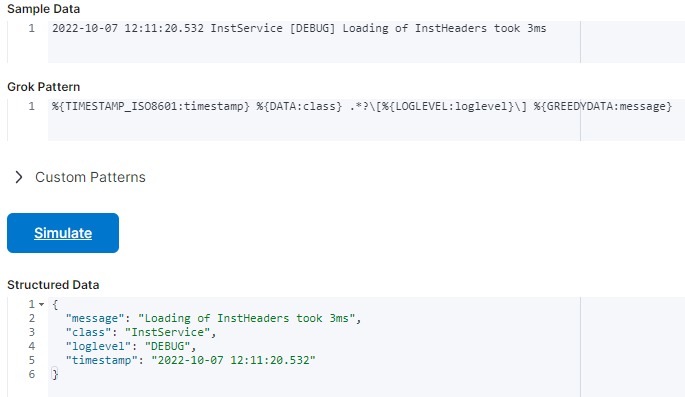 Sample Data
1 2022-10-07 12:11:20.532 InstService [DEBUG] Loading of InstHeaders took 3ms
Grok Pattern
1 %{TIMESTAMP_ISO8601:timestamp} %{DATA:class} .*?\[%{LOGLEVEL:loglevel}\] %{GREEDYDATA:message}
Custom Patterns
Simulate
Structured Data
1 {
2 "message": "Loading of InstHeaders took 3ms",
3 "class": "InstService",
4 "loglevel": "DEBUG",
5 "timestamp": "2022-10-07 12:11:20.532"
6 }